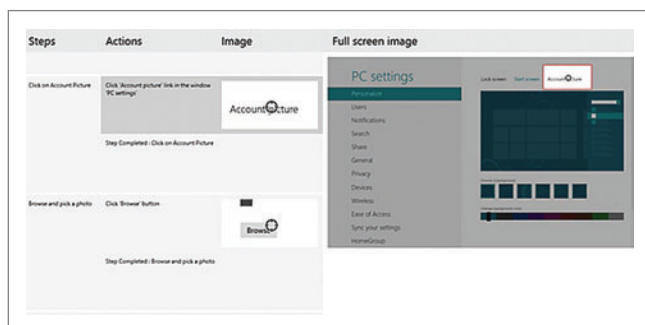 Steps Actions Image Full screen image
Click on Account Picture
Click 'Account picture' link in the window
'PC settings'
Account picture
Step Completed : Click on Account Picture
Browse and pick a photo
Click 'Browse' button
Browse
Step Completed : Browse and pick a photo
PC settings
Personalize
Users
Notifications
Search
Share
General
Privacy
Devices
Wireless
Ease of Access
Sync your settings
HomeGroup
Lock screen Start screen Account picture